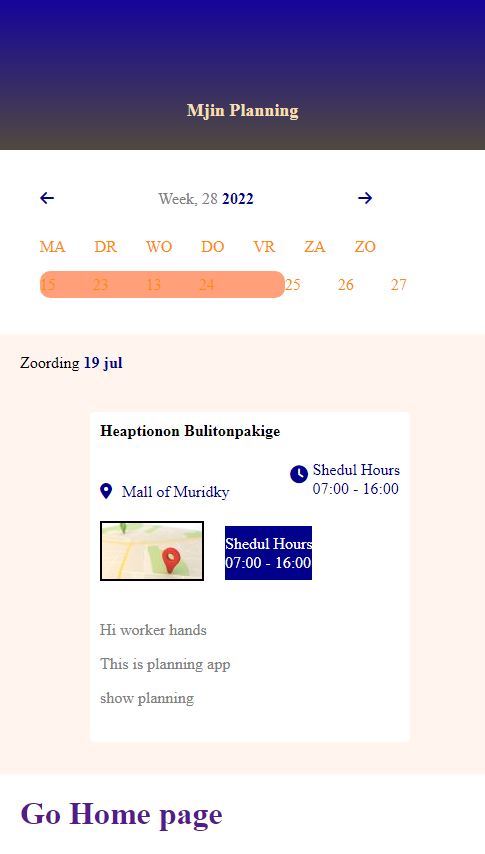 Mjin Planning
Week, 28 2022
MA DR WO DO VR ZA ZO
15 23 13 24 25 26 27
Zoording 19 jul
Heaptionon Bulitonpakige
Mall of Muridky
Shedul Hours
07:00 - 16:00
Shedul Hours
07:00 - 16:00
Hi worker hands
This is planning app
show planning
Go Home page